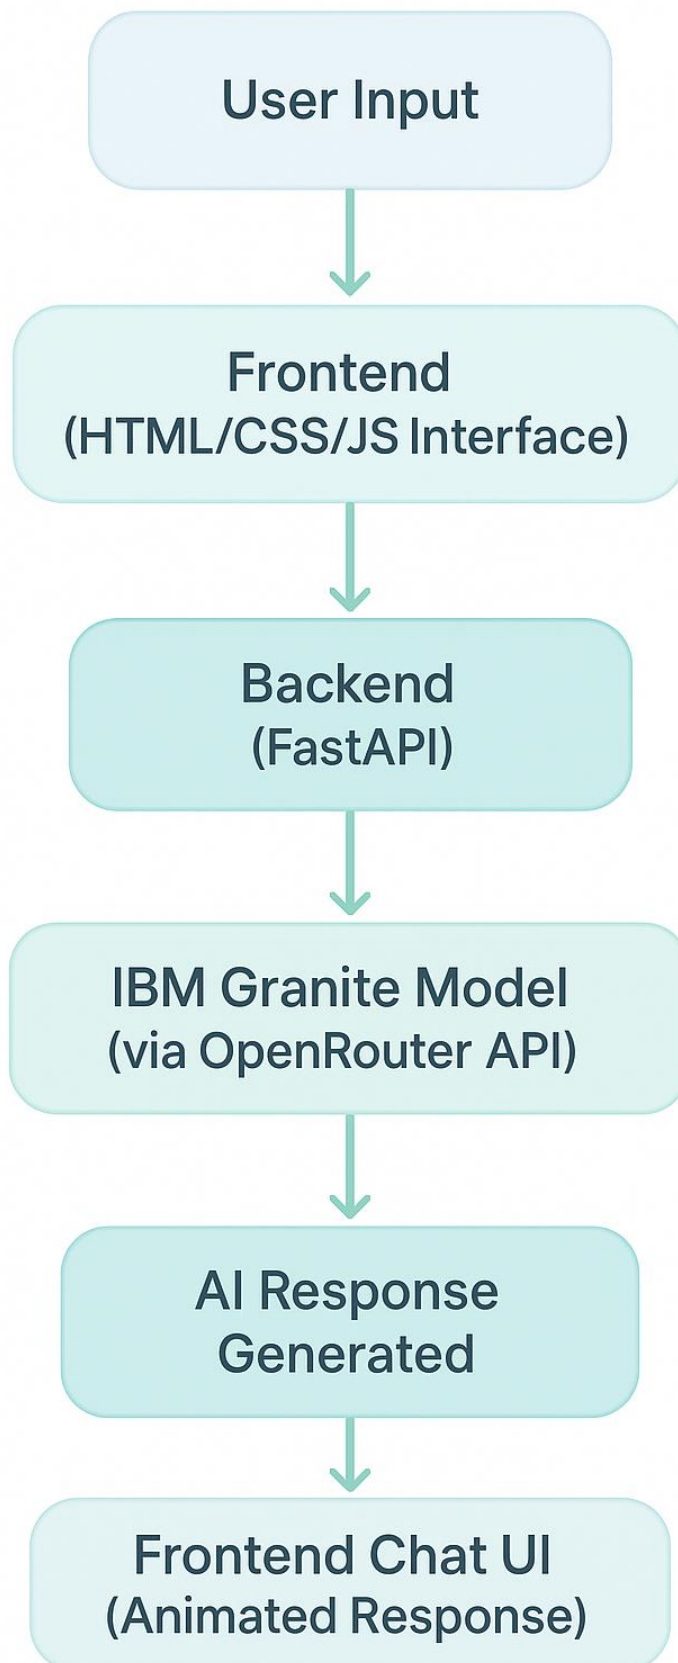 User Input
Frontend
(HTML/CSS/JS Interface)
Backend
(FastAPI)
IBM Granite Model
(via OpenRouter API)
AI Response
Generated
Frontend Chat UI
(Animated Response)